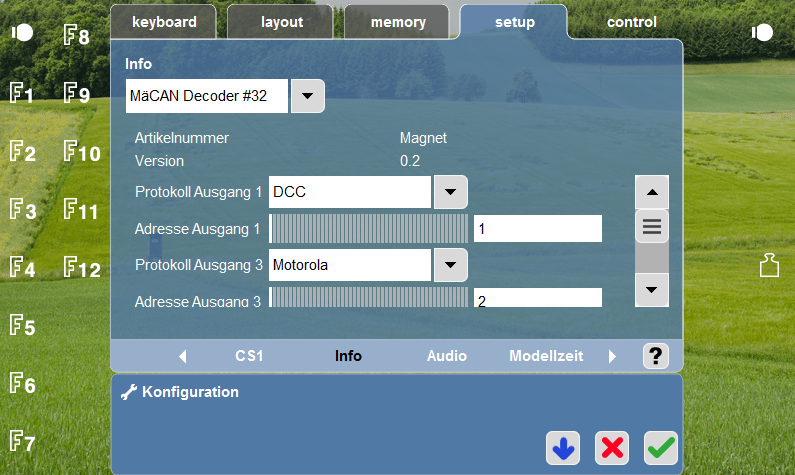 keyboard layout memory setup control
Info
MäCAN Decoder #32
Artikelnummer Magnet
Version 0.2
Protokoll Ausgang 1 DCC
Adresse Ausgang 1 1
Protokoll Ausgang 3 Motorola
Adresse Ausgang 3 2
CS1 Info Audio Modellzeit ?
Konfiguration
F8
F1 F9
F2 F10
F3 F11
F4 F12
F5
F6
F7